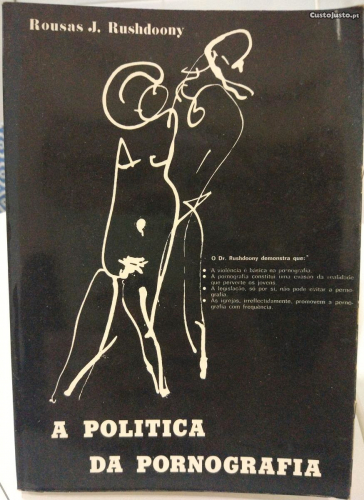 CustoJusto.pt
Rousas J. Rushdoony
O Dr. Rushdoony demonstra que:
• A violência é básica na pornografia.
• A pornografia constitui uma evasão da realidade
que perverte os jovens.
• A legislação, só por si, não pode evitar a porno-
grafia.
• As igrejas, irreflectidamente, promovem a porno-
grafia com frequência.
A POLITICA
DA PORNOGRAFIA